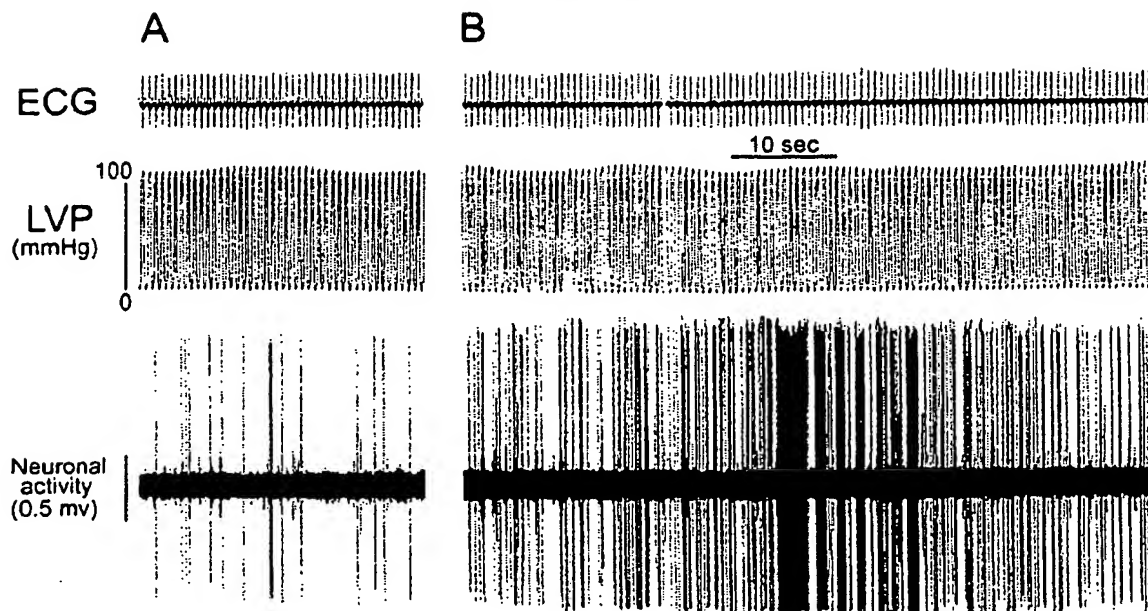 A
B
ECG
10 sec
100
LVP
(mmHg)
0
Neuronal
activity
(0.5 mv)